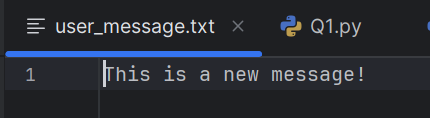 user_message.txt Q1.py
1 This is a new message!